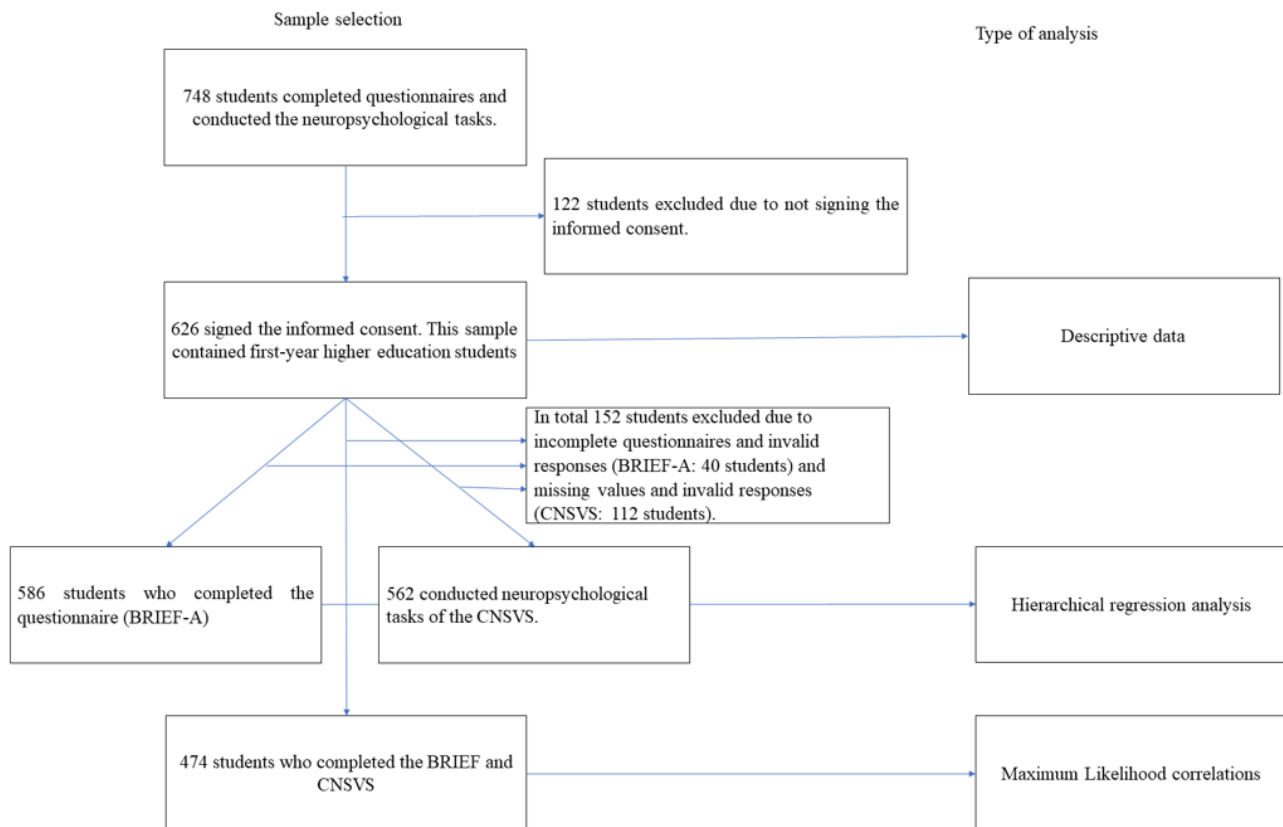 Sample selection
Type of analysis
748 students completed questionnaires and
conducted the neuropsychological tasks.
122 students excluded due to not signing the
informed consent.
626 signed the informed consent. This sample
contained first-year higher education students
Descriptive data
In total 152 students excluded due to
incomplete questionnaires and invalid
responses (BRIEF-A: 40 students) and
missing values and invalid responses
(CNSVS: 112 students).
586 students who completed the
questionnaire (BRIEF-A)
562 conducted neuropsychological
tasks of the CNSVS.
Hierarchical regression analysis
474 students who completed the BRIEF and
CNSVS
Maximum Likelihood correlations